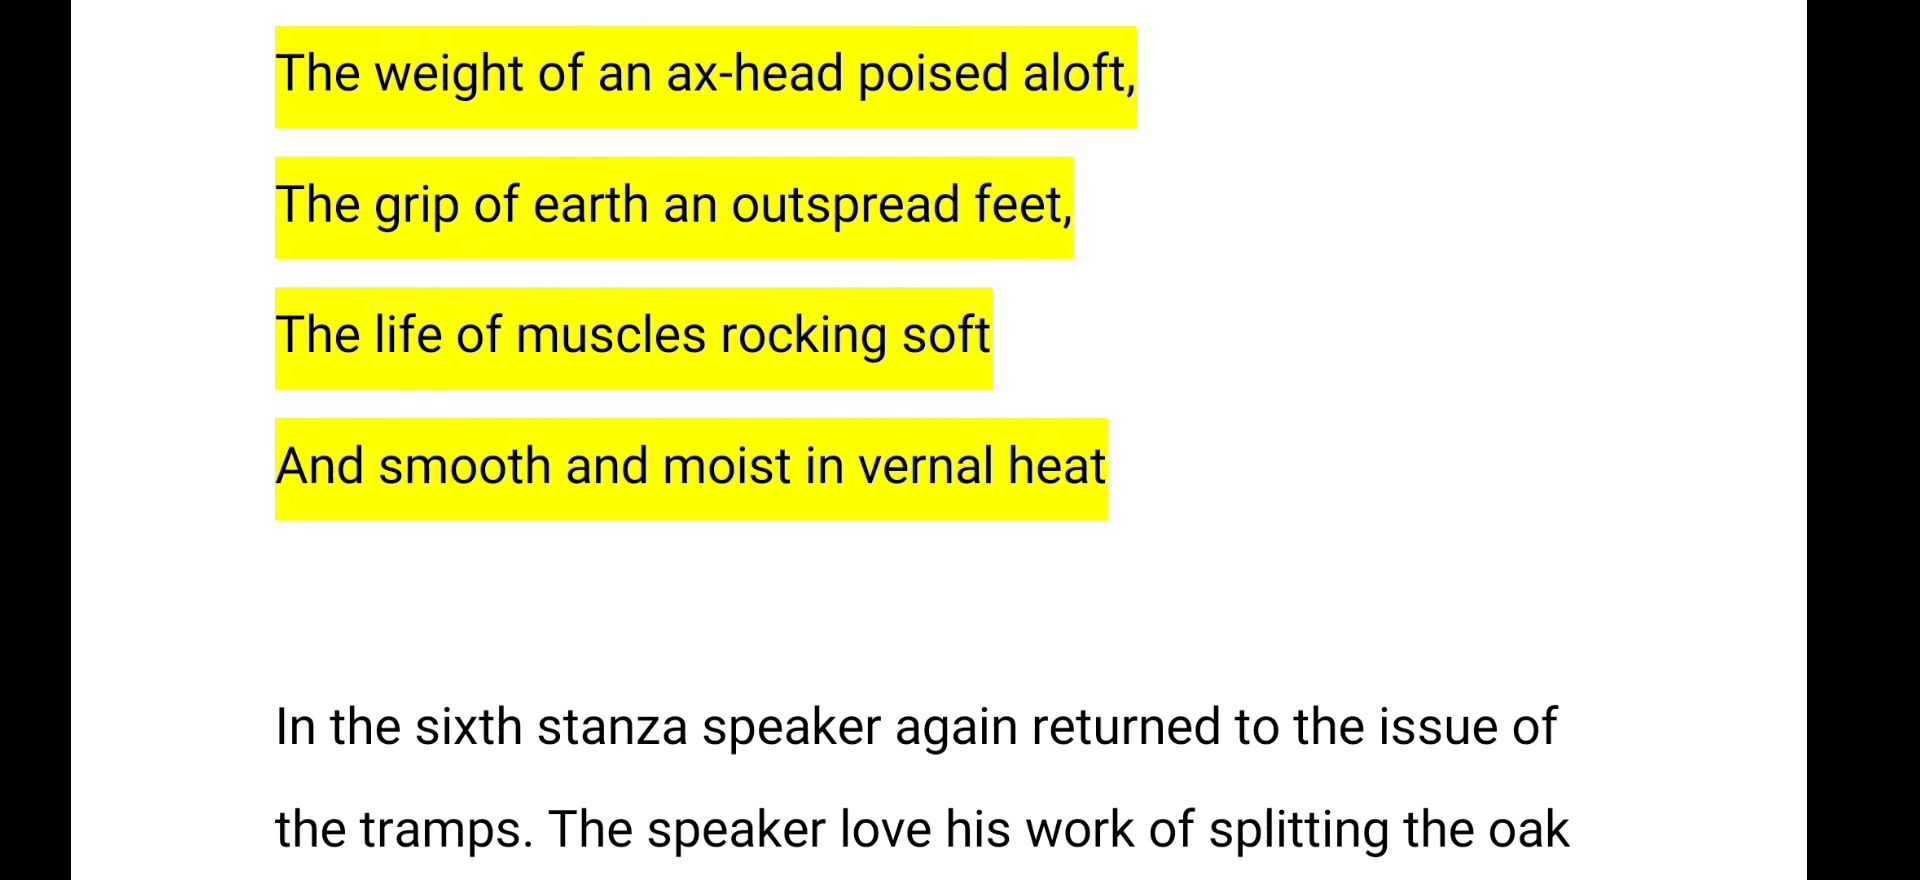 The weight of an ax-head poised aloft,
The grip of earth an outspread feet,
The life of muscles rocking soft
And smooth and moist in vernal heat
In the sixth stanza speaker again returned to the issue of
the tramps. The speaker love his work of splitting the oak